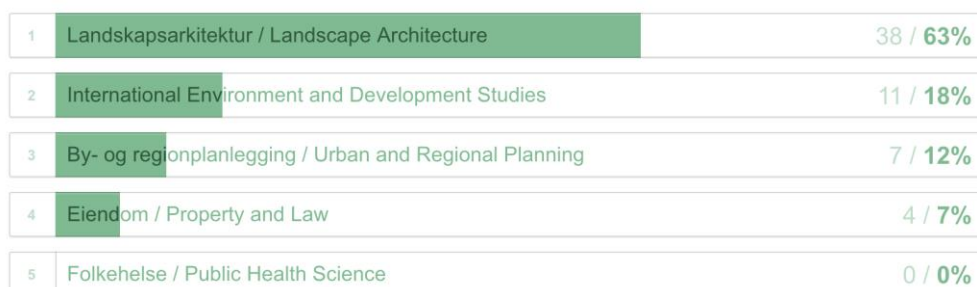 1 Landskapsarkitektur / Landscape Architecture 38 / 63%
2 International Environment and Development Studies 11 / 18%
3 By- og regionplanlegging / Urban and Regional Planning 7 / 12%
4 Eiendom / Property and Law 4 / 7%
5 Folkehelse / Public Health Science 0 / 0%